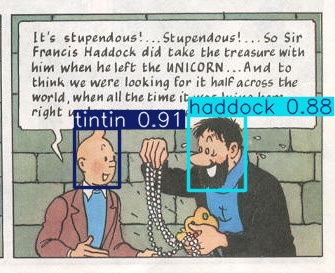 It's stupendous!...Stupendous!...So Sir
Francis Haddock did take the treasure with
him when he left the UNICORN...And to
think we were looking for it half across the
world, when all the time it
right
tintin 0.91
haddock 0.88